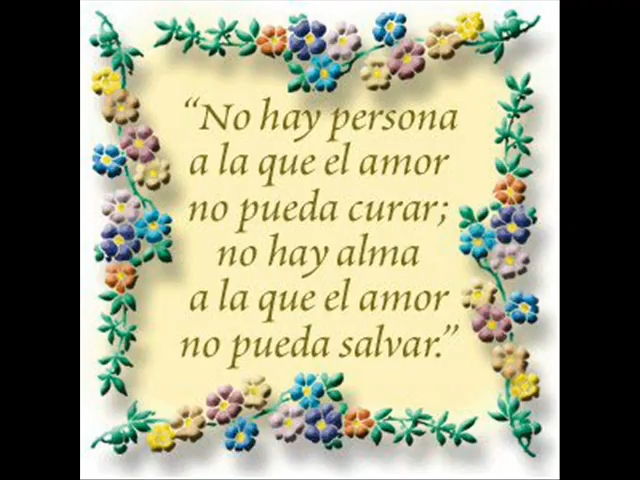 “No hay persona
a la que el amor
no pueda curar;
no hay alma
a la que el amor
no pueda salvar.”